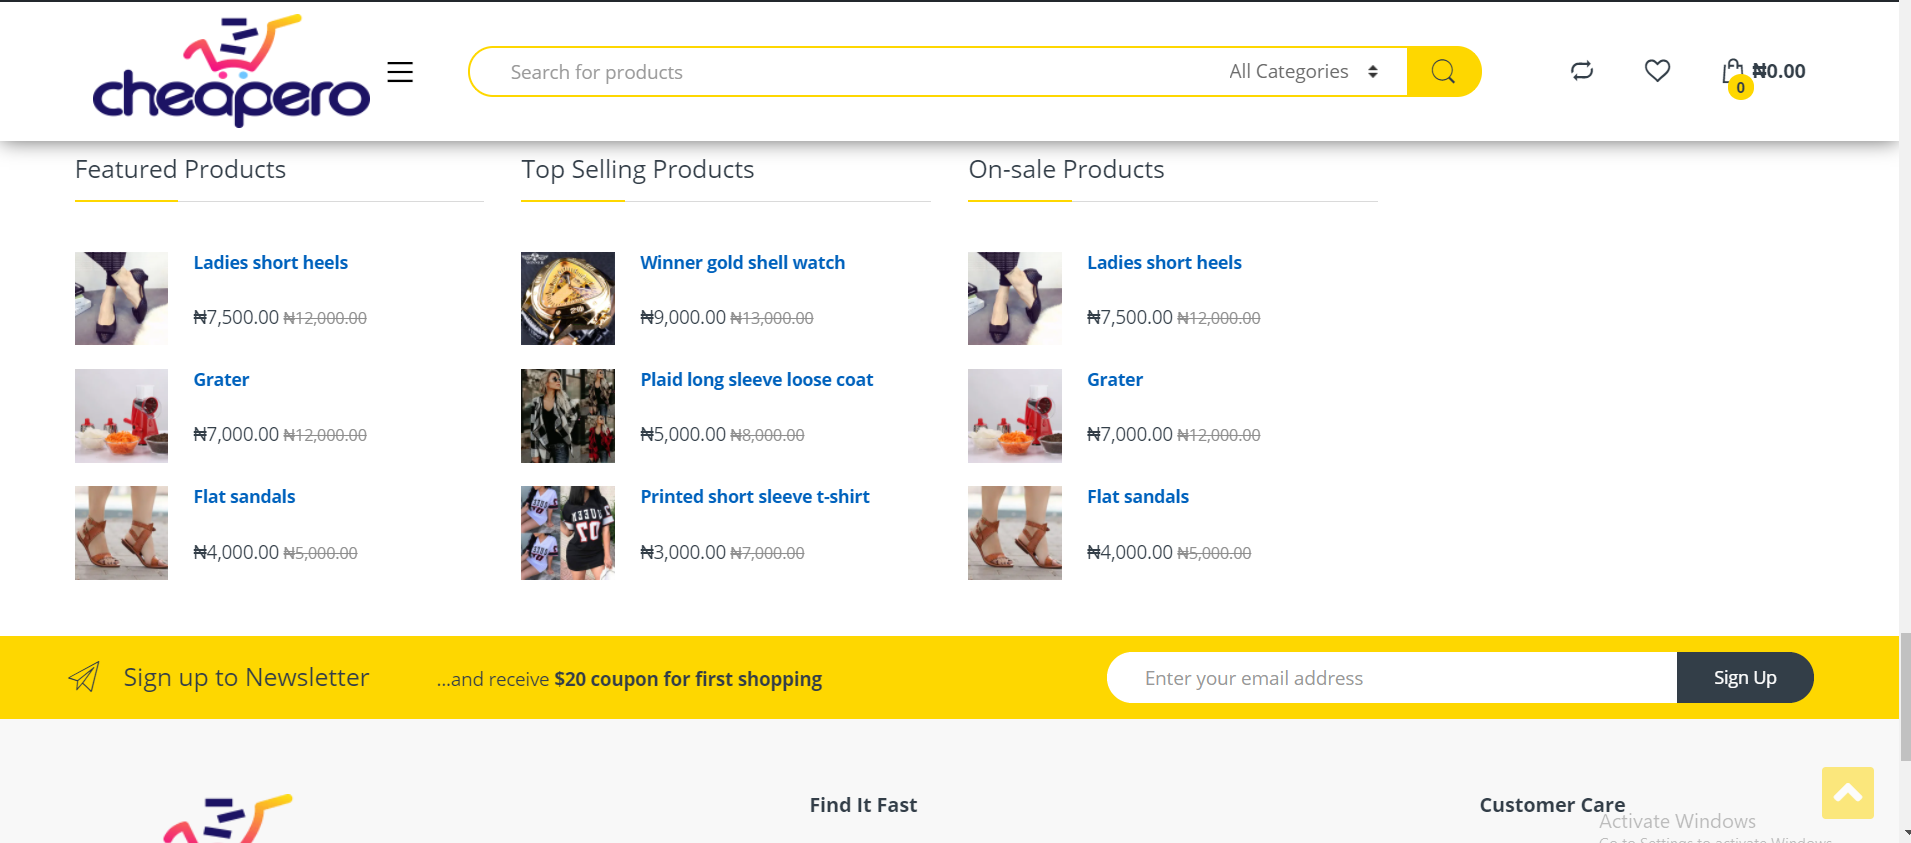 cheapero
Search for products
All Categories
0
₦0.00
Featured Products
Ladies short heels
₦7,500.00 ₦12,000.00
Grater
₦7,000.00 ₦12,000.00
Flat sandals
₦4,000.00 ₦5,000.00
Top Selling Products
Winner gold shell watch
₦9,000.00 ₦13,000.00
Plaid long sleeve loose coat
₦5,000.00 ₦8,000.00
Printed short sleeve t-shirt
₦3,000.00 ₦7,000.00
On-sale Products
Ladies short heels
₦7,500.00 ₦12,000.00
Grater
₦7,000.00 ₦12,000.00
Flat sandals
₦4,000.00 ₦5,000.00
Sign up to Newsletter
...and receive $20 coupon for first shopping
Enter your email address
Sign Up
Find It Fast
Customer Care
Activate Windows
Go to Settings to activate Windows.